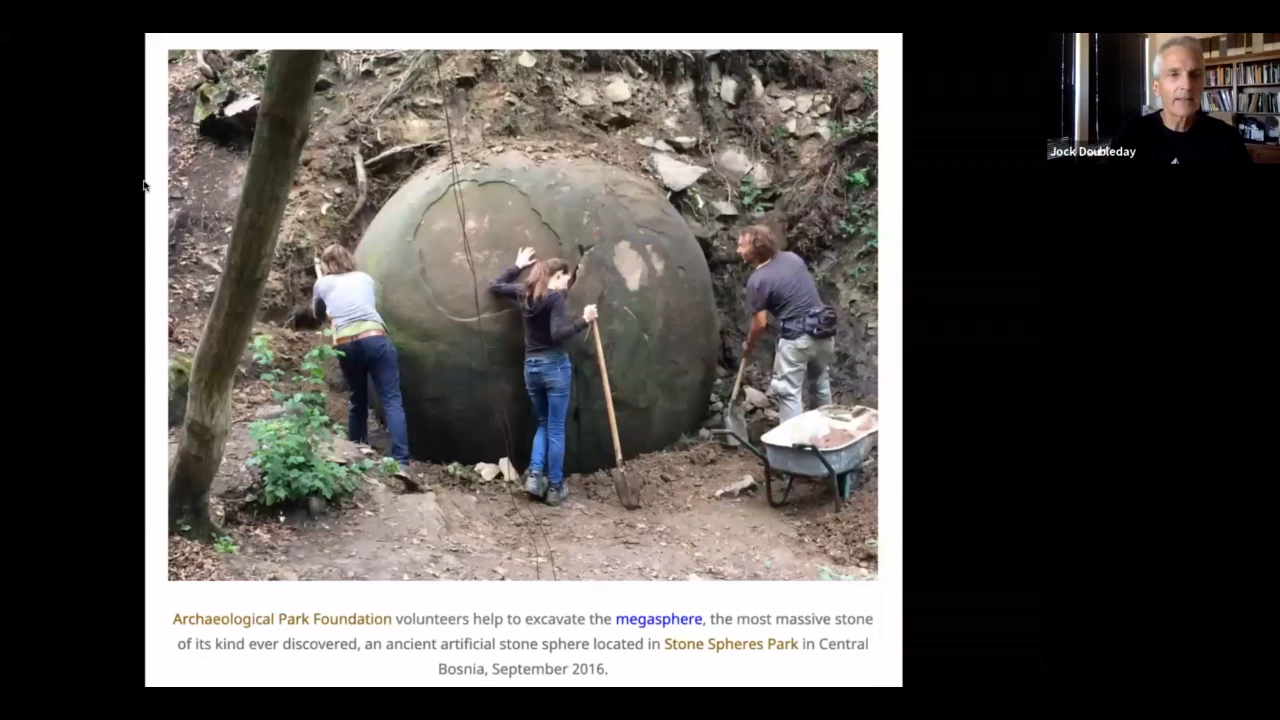 Jock Doubleday
Archaeological Park Foundation volunteers help to excavate the megasphere, the most massive stone
of its kind ever discovered, an ancient artificial stone sphere located in Stone Spheres Park in Central
Bosnia, September 2016.